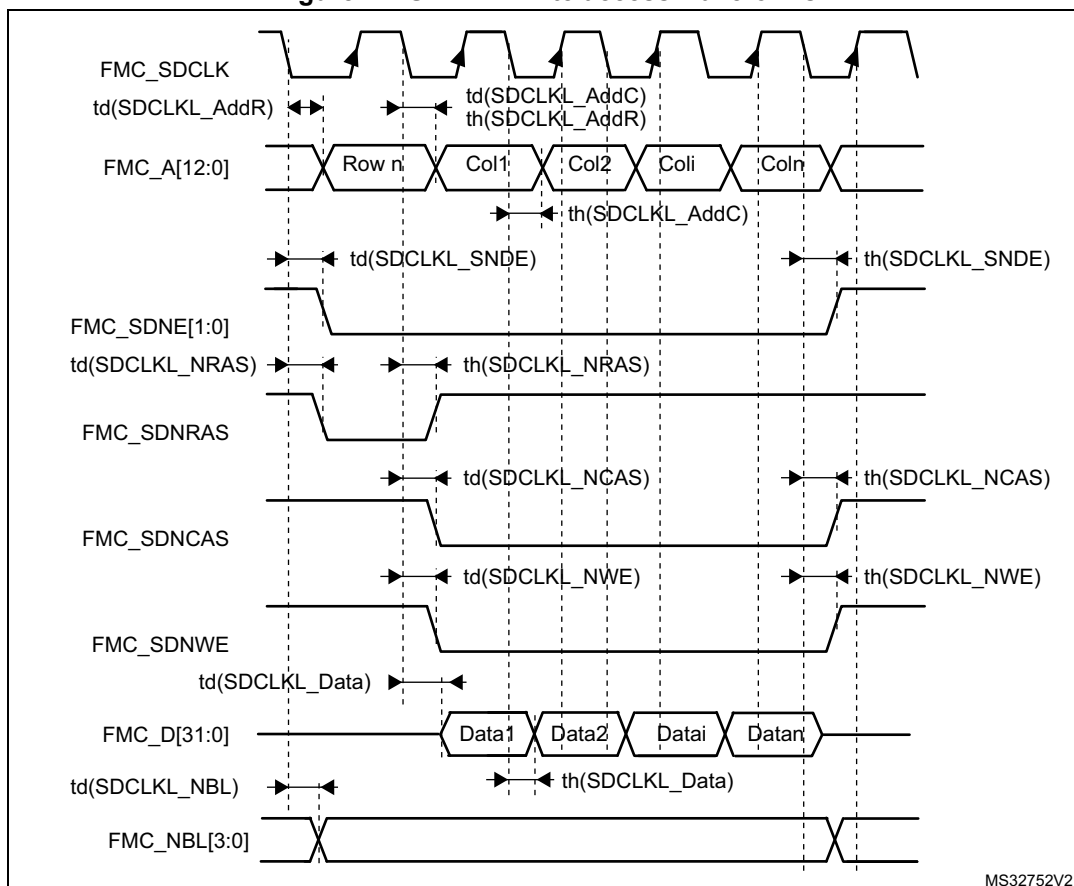 FMC_SDCLK
td(SDCLKL_AddR)
td(SDCLKL_AddC)
th(SDCLKL_AddR)
FMC_A[12:0]
Row n
Col1
Col2
Coli
Coln
th(SDCLKL_AddC)
td(SDCLKL_SNDE)
th(SDCLKL_SNDE)
FMC_SDNE[1:0]
td(SDCLKL_NRAS)
th(SDCLKL_NRAS)
FMC_SDNRAS
td(SDCLKL_NCAS)
th(SDCLKL_NCAS)
FMC_SDNCAS
td(SDCLKL_NWE)
th(SDCLKL_NWE)
FMC_SDNWE
td(SDCLKL_Data)
FMC_D[31:0]
Data1
Data2
Datai
Datan
td(SDCLKL_NBL)
th(SDCLKL_Data)
FMC_NBL[3:0]
MS32752V2